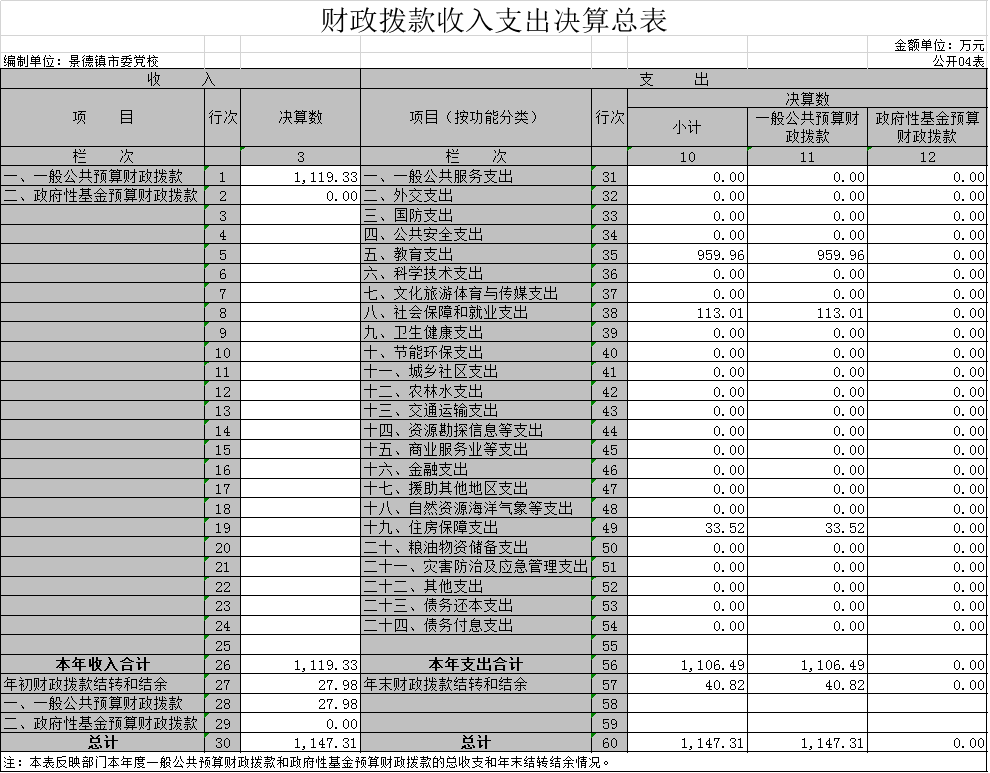 财政拨款收入支出决算总表
金额单位：万元
编制单位：景德镇市委党校 公开04表
收 入 支 出
项 目 行次 决算数 项目（按功能分类） 行次 决算数
小计 一般公共预算财政拨款 政府性基金预算财政拨款
栏 次 3 栏 次 10 11 12
一、一般公共预算财政拨款 1 1,119.33 一、一般公共服务支出 31 0.00 0.00 0.00
二、政府性基金预算财政拨款 2 0.00 二、外交支出 32 0.00 0.00 0.00
3 三、国防支出 33 0.00 0.00 0.00
4 四、公共安全支出 34 0.00 0.00 0.00
5 五、教育支出 35 959.96 959.96 0.00
6 六、科学技术支出 36 0.00 0.00 0.00
7 七、文化旅游体育与传媒支出 37 0.00 0.00 0.00
8 八、社会保障和就业支出 38 113.01 113.01 0.00
9 九、卫生健康支出 39 0.00 0.00 0.00
10 十、节能环保支出 40 0.00 0.00 0.00
11 十一、城乡社区支出 41 0.00 0.00 0.00
12 十二、农林水支出 42 0.00 0.00 0.00
13 十三、交通运输支出 43 0.00 0.00 0.00
14 十四、资源勘探信息等支出 44 0.00 0.00 0.00
15 十五、商业服务业等支出 45 0.00 0.00 0.00
16 十六、金融支出 46 0.00 0.00 0.00
17 十七、援助其他地区支出 47 0.00 0.00 0.00
18 十八、自然资源海洋气象等支出 48 0.00 0.00 0.00
19 十九、住房保障支出 49 33.52 33.52 0.00
20 二十、粮油物资储备支出 50 0.00 0.00 0.00
21 二十一、灾害防治及应急管理支出 51 0.00 0.00 0.00
22 二十二、其他支出 52 0.00 0.00 0.00
23 二十三、债务还本支出 53 0.00 0.00 0.00
24 二十四、债务付息支出 54 0.00 0.00 0.00
25 55
本年收入合计 26 1,119.33 本年支出合计 56 1,106.49 1,106.49 0.00
年初财政拨款结转和结余 27 27.98 年末财政拨款结转和结余 57 40.82 40.82 0.00
一、一般公共预算财政拨款 28 27.98 58
二、政府性基金预算财政拨款 29 0.00 59
总计 30 1,147.31 总计 60 1,147.31 1,147.31 0.00
注：本表反映部门本年度一般公共预算财政拨款和政府性基金预算财政拨款的总收支和年末结转结余情况。